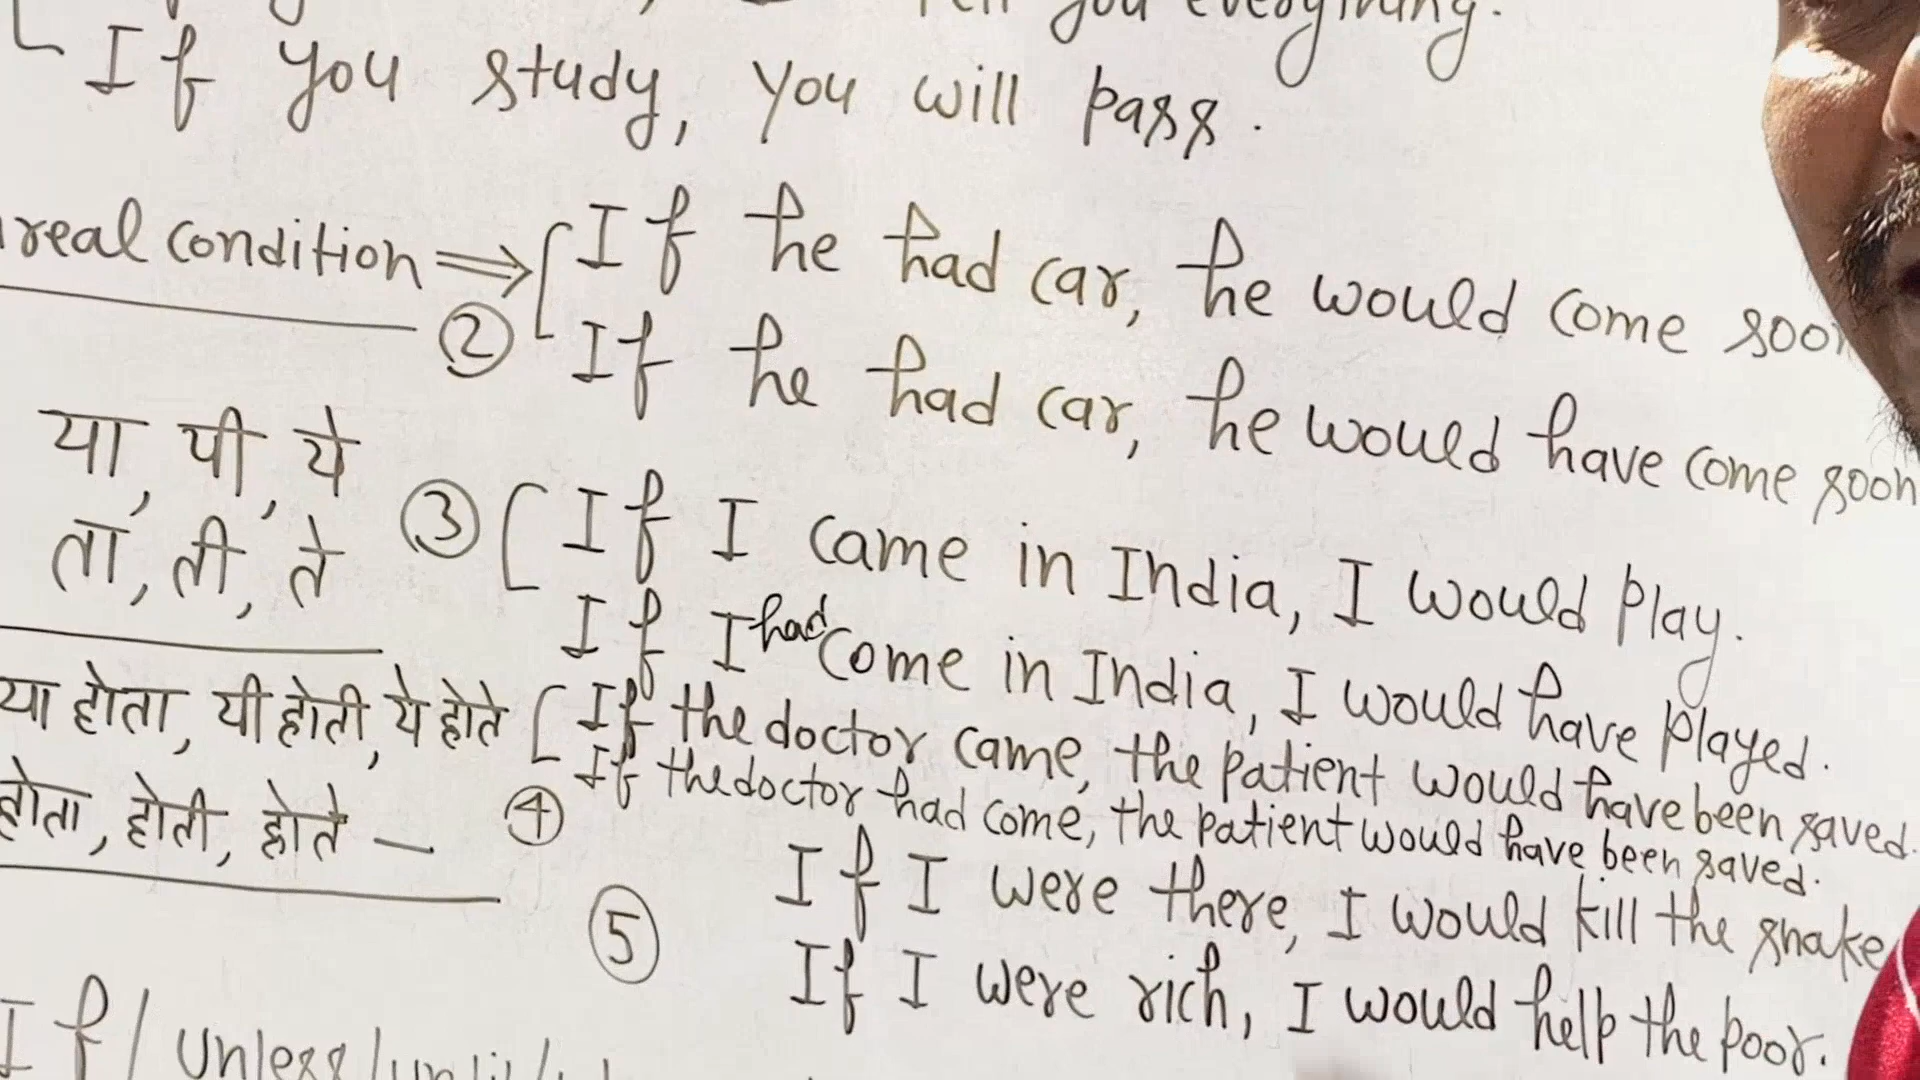 tell you everything.
If you study, you will pass.
real condition ⇒ [ If he had car, he would come soon
② If he had car, he would have come soon
या, यी, ये
③ [ If I came in India, I would play.
ता, ती, ते
If I had come in India, I would have played.
या होता, यी होती, ये होते [ If the doctor came, the patient would have been saved.
④ If the doctor had come, the patient would have been saved.
होता, होती, होते —
⑤ If I were there, I would kill the snake
If I were rich, I would help the poor.
If / unless /